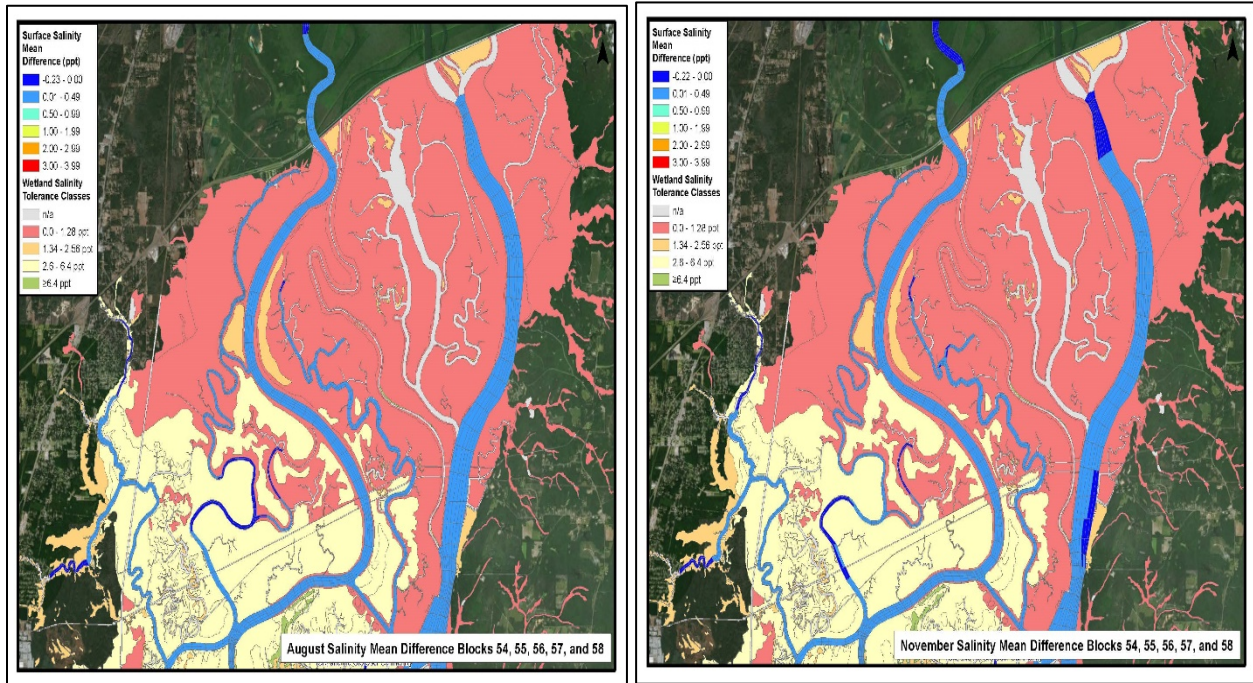 Surface Salinity
Mean
Difference (ppt)
-0.23 - 0.00
0.01 - 0.49
0.50 - 0.99
1.00 - 1.99
2.00 - 2.99
3.00 - 3.99
Wetland Salinity
Tolerance Classes
n/a
0.0 - 1.28 ppt
1.34 - 2.56 ppt
2.6 - 6.4 ppt
≥6.4 ppt
August Salinity Mean Difference Blocks 54, 55, 56, 57, and 58
Surface Salinity
Mean
Difference (ppt)
-0.22 - 0.00
0.01 - 0.49
0.50 - 0.99
1.00 - 1.99
2.00 - 2.99
3.00 - 3.99
Wetland Salinity
Tolerance Classes
n/a
0.0 - 1.28 ppt
1.34 - 2.56 ppt
2.6 - 6.4 ppt
≥6.4 ppt
November Salinity Mean Difference Blocks 54, 55, 56, 57, and 58